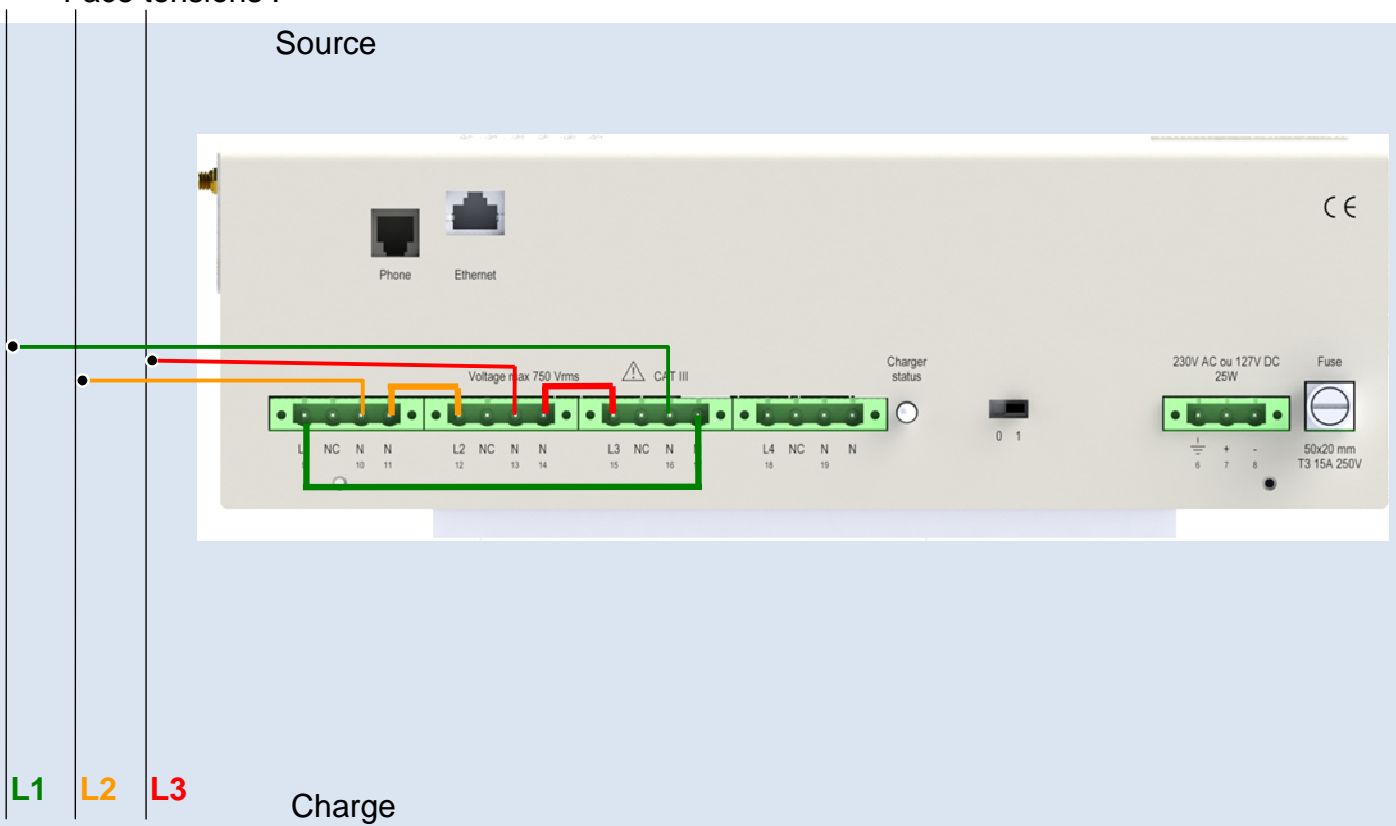 Face tensions :
Source
CE
Phone
Ethernet
Charger
status
230V AC ou 127V DC
25W
Fuse
Voltage max 750 Vrms
CAT III
0 1
L NC N N
10 11
L2 NC N N
12 13 14
L3 NC N
15 16
L4 NC N N
18 19
+ -
6 7 8
50x20 mm
T3 15A 250V
L1 L2 L3
Charge